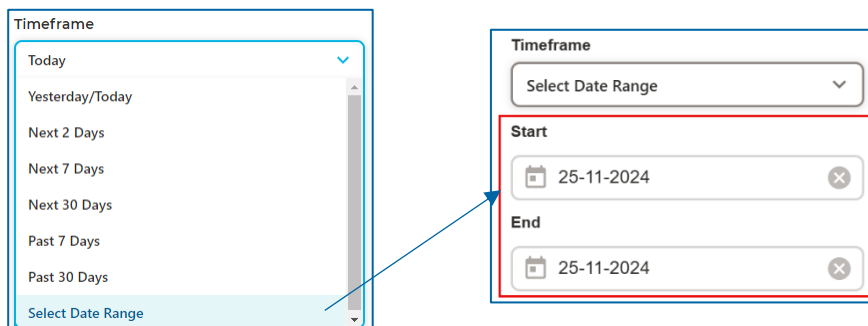 Timeframe
Today
Yesterday/Today
Next 2 Days
Next 7 Days
Next 30 Days
Past 7 Days
Past 30 Days
Select Date Range
Timeframe
Select Date Range
Start
25-11-2024
End
25-11-2024